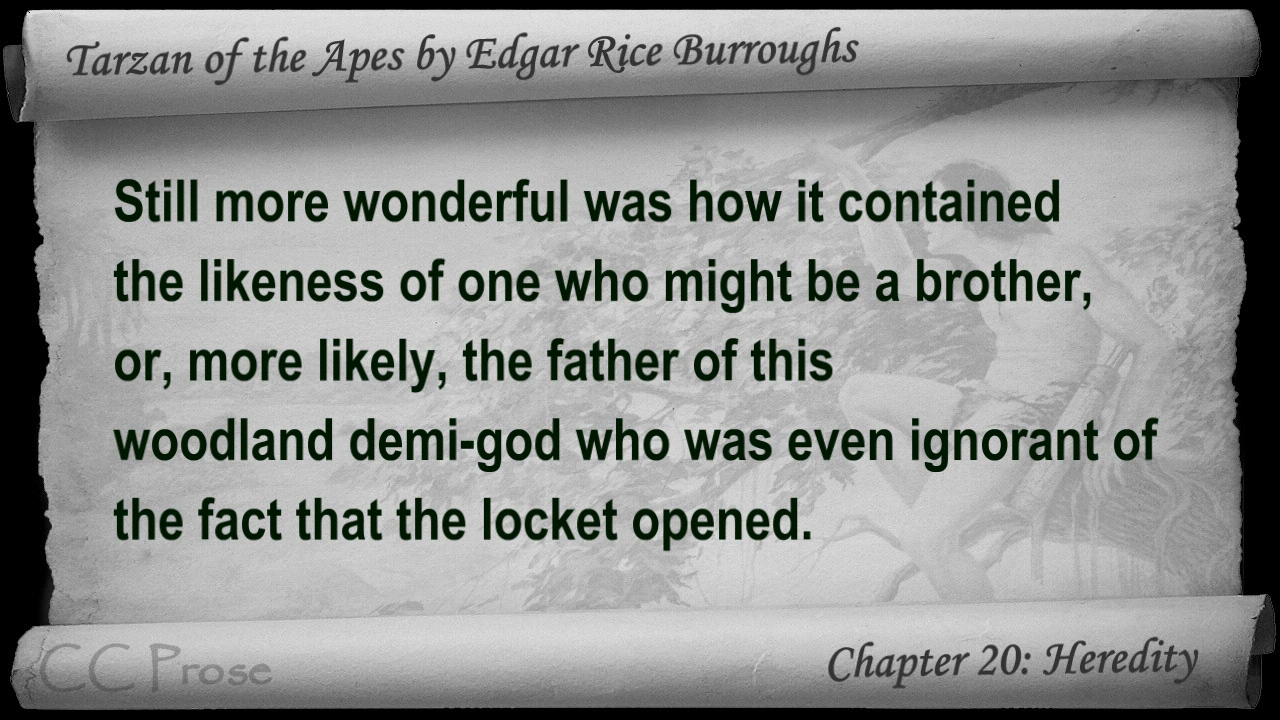 Tarzan of the Apes by Edgar Rice Burroughs
Still more wonderful was how it contained
the likeness of one who might be a brother,
or, more likely, the father of this
woodland demi-god who was even ignorant of
the fact that the locket opened.
CC Prose
Chapter 20: Heredity